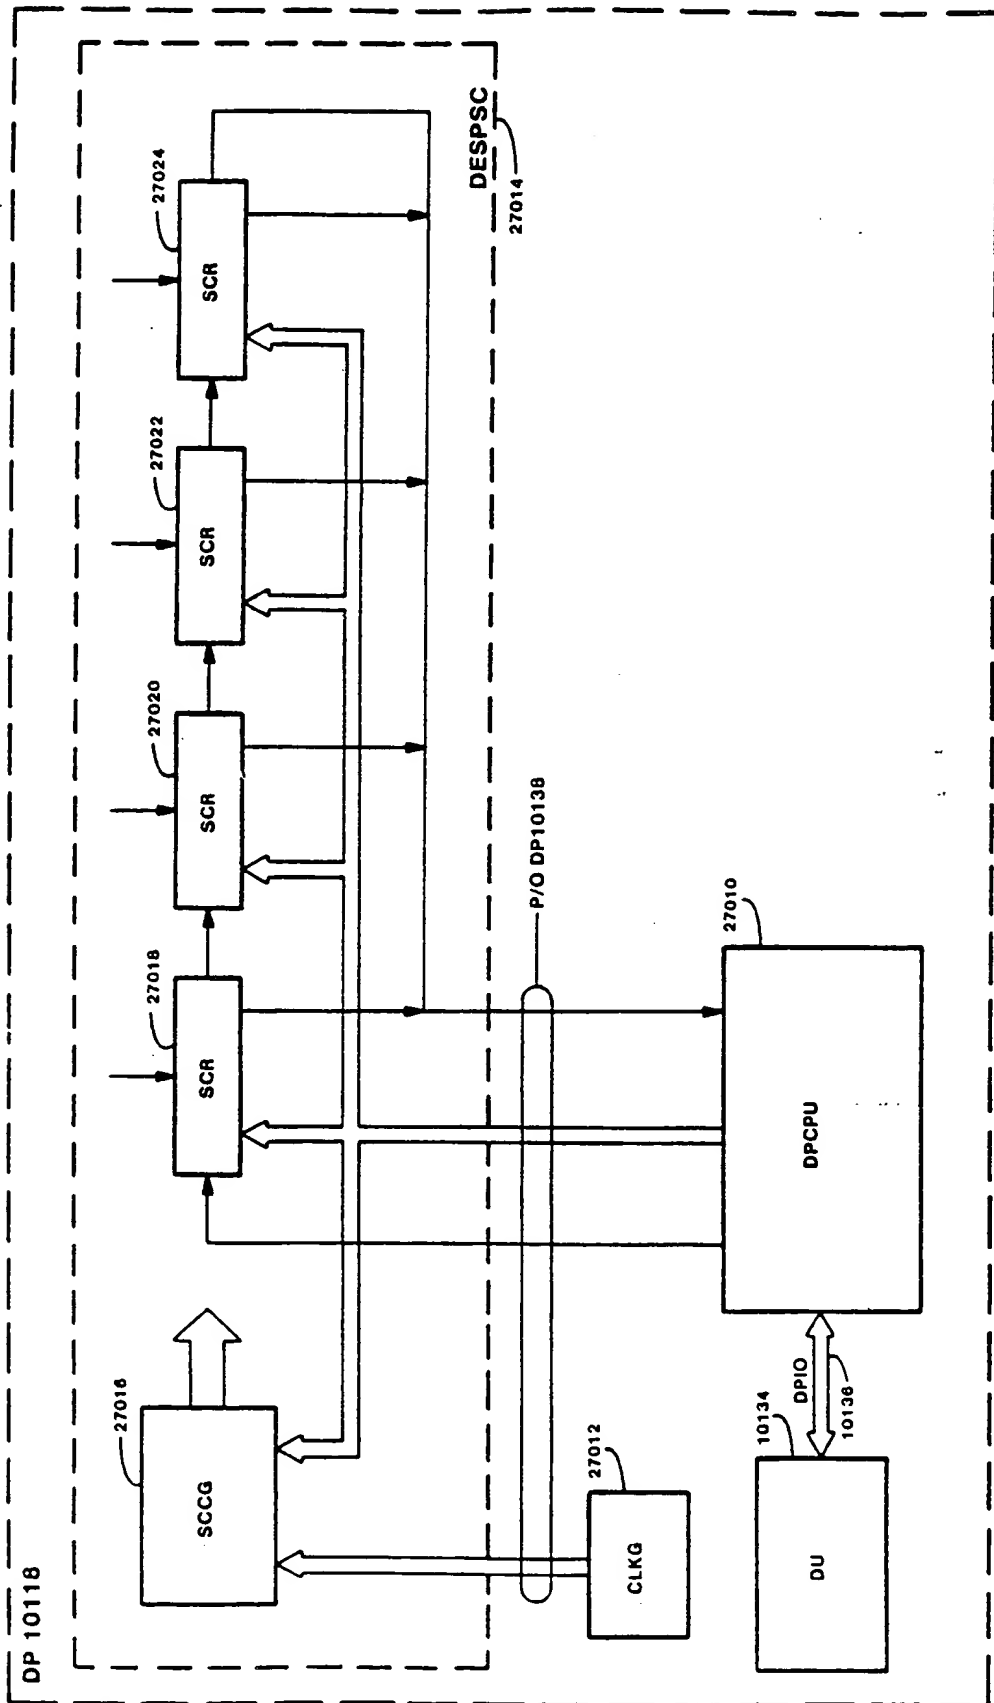 DP 10118
SCCG
27016
SCR
27018
SCR
27020
SCR
27022
SCR
27024
DESPSC
27014
P/O DP10138
CLKG
27012
DPCPU
27010
DU
10134
DPIO
10136